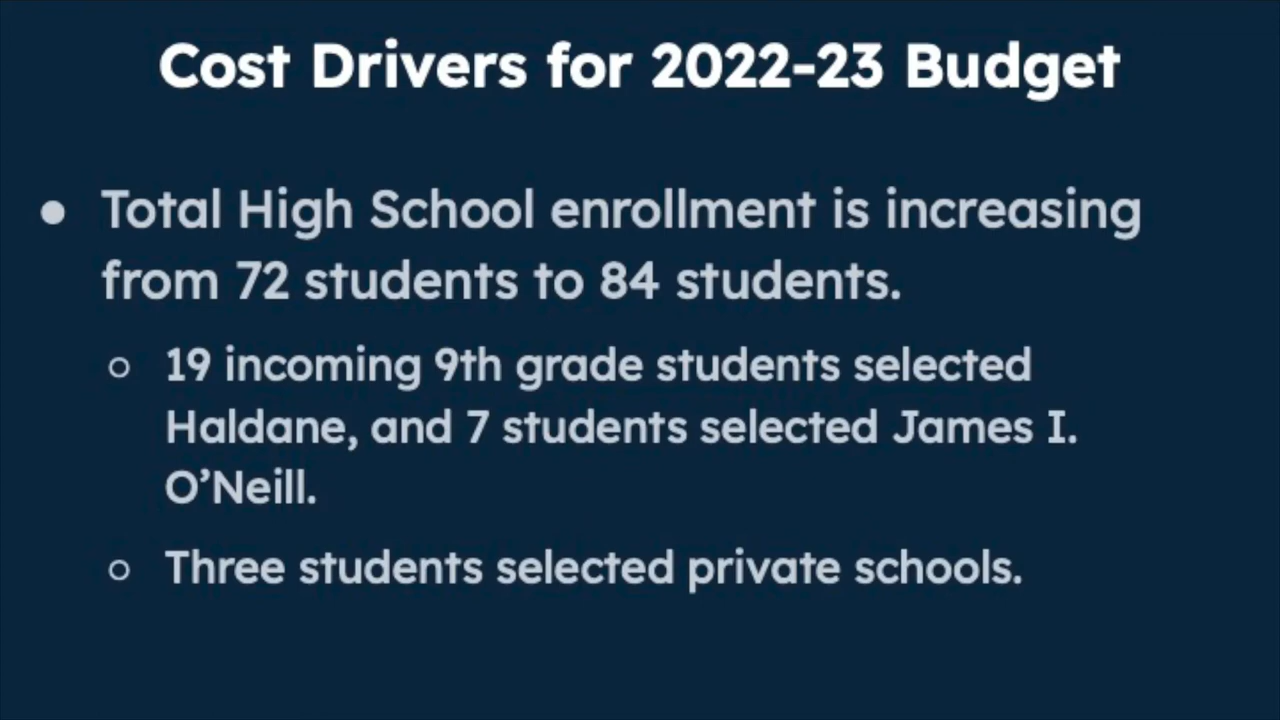 Cost Drivers for 2022-23 Budget
● Total High School enrollment is increasing
from 72 students to 84 students.
○ 19 incoming 9th grade students selected
Haldane, and 7 students selected James I.
O’Neill.
○ Three students selected private schools.